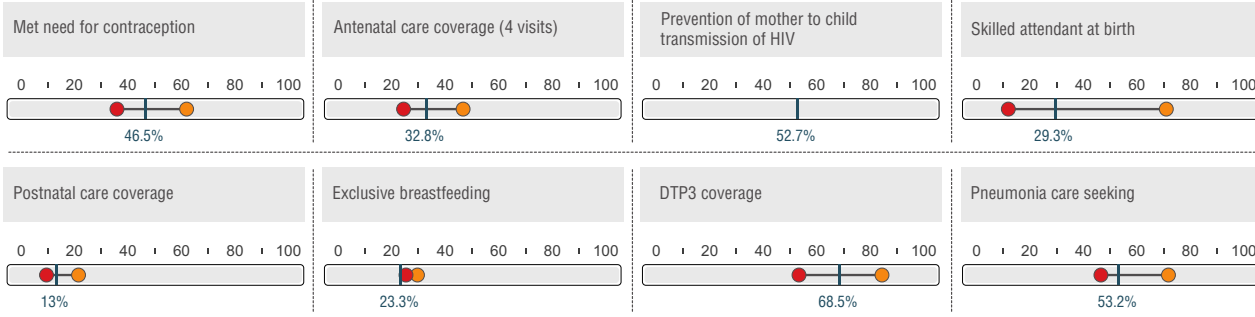 Met need for contraception
Antenatal care coverage (4 visits)
Prevention of mother to child
transmission of HIV
Skilled attendant at birth
0 20 40 60 80 100
0 20 40 60 80 100
0 20 40 60 80 100
0 20 40 60 80 100
46.5%
32.8%
52.7%
29.3%
Postnatal care coverage
Exclusive breastfeeding
DTP3 coverage
Pneumonia care seeking
0 20 40 60 80 100
0 20 40 60 80 100
0 20 40 60 80 100
0 20 40 60 80 100
13%
23.3%
68.5%
53.2%